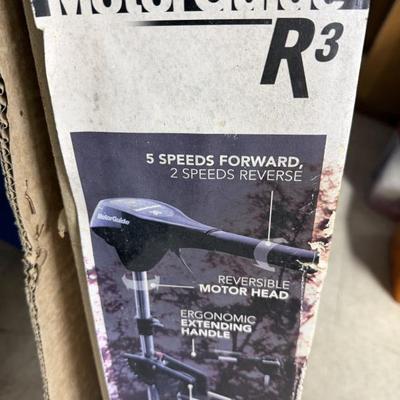 MotorGuide
R3
5 SPEEDS FORWARD,
2 SPEEDS REVERSE
MotorGuide
REVERSIBLE
MOTOR HEAD
ERGONOMIC
EXTENDING
HANDLE